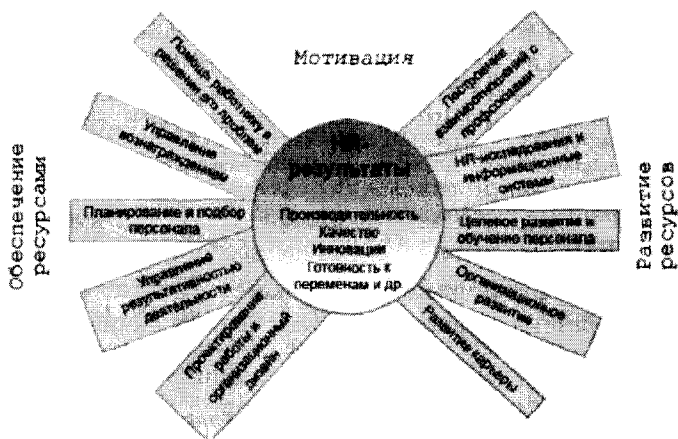 Мотивация
Помощь работнику в
решении его проблем
Управление
вознаграждением
Планирование и подбор
персонала
Управление
результативностью
деятельности
Проектирование
работы и
организационный
дизайн
Обеспечение
ресурсами
HR-
результаты
Производительность
Качество
Инновации
Готовность к
переменам и др
Построение
взаимоотношений с
профсоюзами
HR-исследования и
информационные
системы
Целевое развитие и
обучение персонала
Организационное
развитие
Развитие карьеры
Развитие
ресурсов